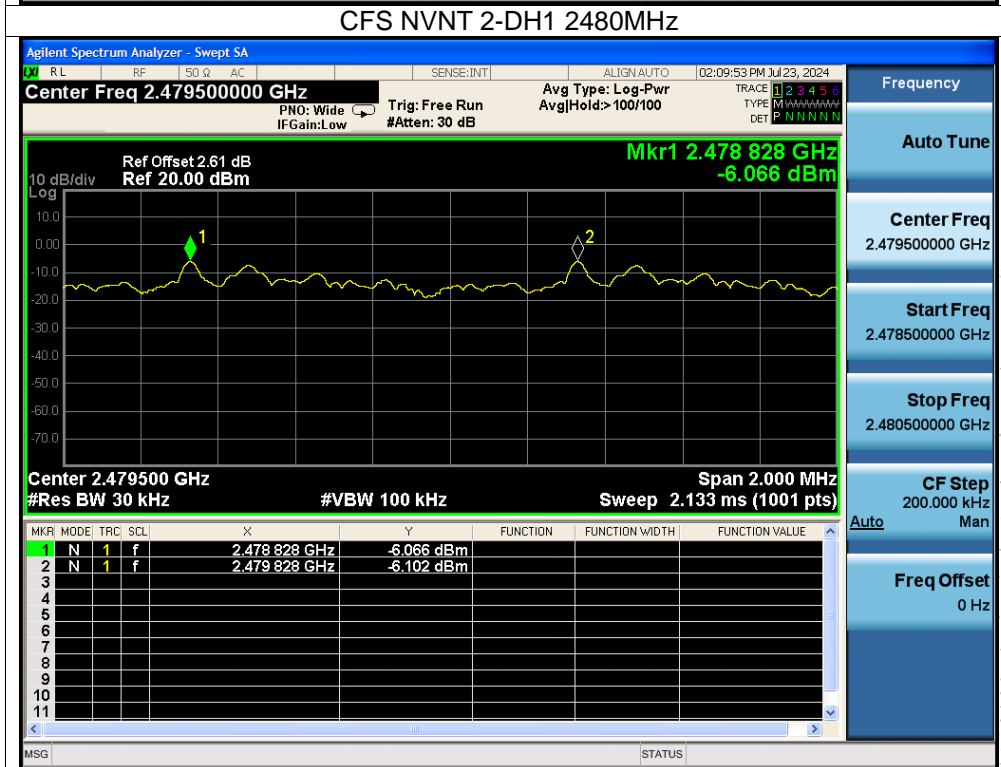 CFS NVNT 2-DH1 2480MHz
Agilent Spectrum Analyzer - Swept SA
LXI RL RF 50 Ω AC SENSE:INT ALIGN AUTO 02:09:53 PM Jul 23, 2024
Center Freq 2.479500000 GHz
PNO: Wide
IFGain:Low
Trig: Free Run
#Atten: 30 dB
Avg Type: Log-Pwr
Avg|Hold:>100/100
TRACE 1 2 3 4 5 6
TYPE M WWWWW
DET P N N N N N
Ref Offset 2.61 dB
10 dB/div Ref 20.00 dBm
Log
Mkr1 2.478 828 GHz
-6.066 dBm
10.0
0.00
-10.0
-20.0
-30.0
-40.0
-50.0
-60.0
-70.0
1
2
Center 2.479500 GHz Span 2.000 MHz
#Res BW 30 kHz #VBW 100 kHz Sweep 2.133 ms (1001 pts)
MKR MODE TRC SCL X Y FUNCTION FUNCTION WIDTH FUNCTION VALUE
1 N 1 f 2.478 828 GHz -6.066 dBm
2 N 1 f 2.479 828 GHz -6.102 dBm
3
4
5
6
7
8
9
10
11
MSG STATUS
Frequency
Auto Tune
Center Freq
2.479500000 GHz
Start Freq
2.478500000 GHz
Stop Freq
2.480500000 GHz
CF Step
200.000 kHz
Auto Man
Freq Offset
0 Hz